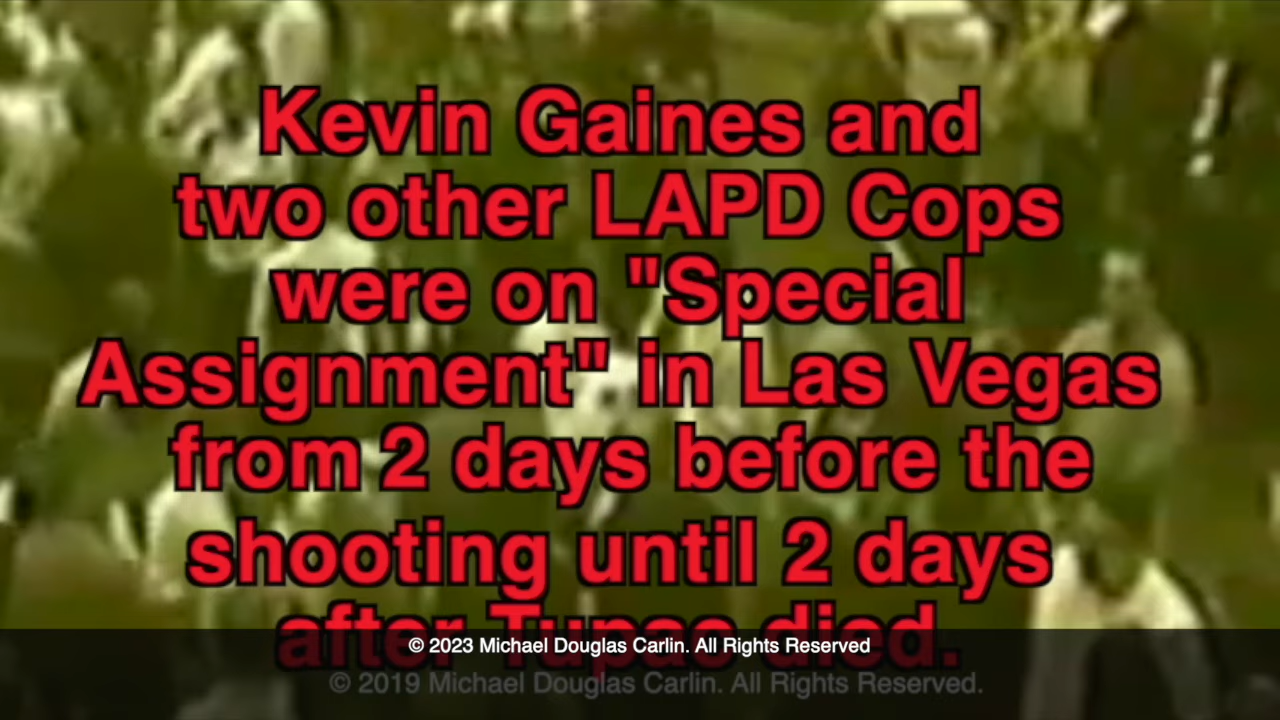 Kevin Gaines and
two other LAPD Cops
were on "Special
Assignment" in Las Vegas
from 2 days before the
shooting until 2 days
after Tupac died.
© 2023 Michael Douglas Carlin. All Rights Reserved
© 2019 Michael Douglas Carlin. All Rights Reserved.